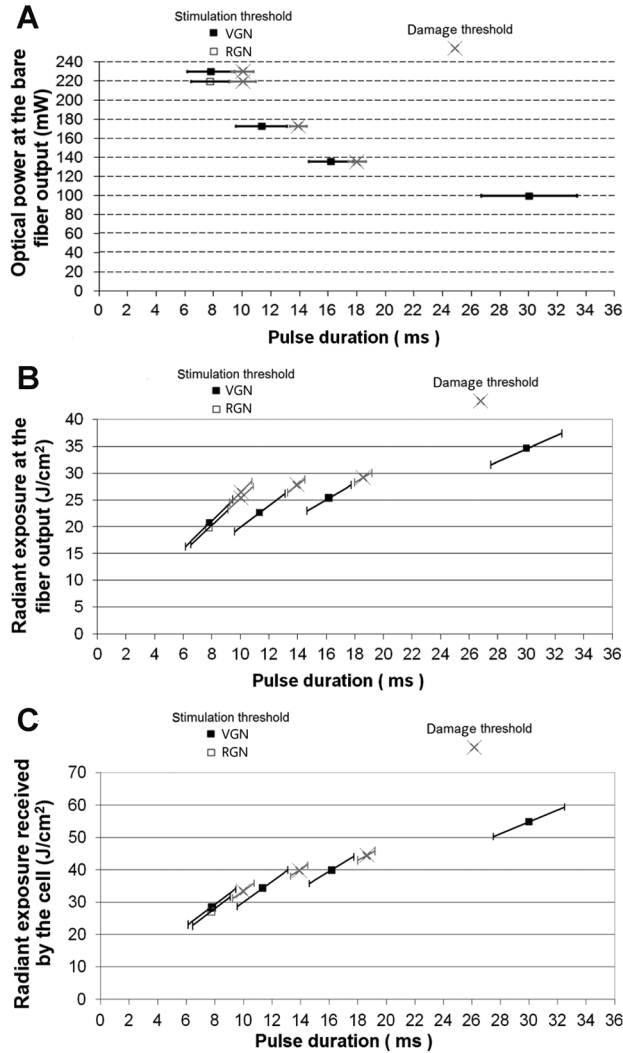 A
Stimulation threshold
VGN
RGN
Damage threshold
Optical power at the bare
fiber output (mW)
240
220
200
180
160
140
120
100
80
60
40
20
0
0 2 4 6 8 10 12 14 16 18 20 22 24 26 28 30 32 34 36
Pulse duration ( ms )
B
Stimulation threshold
VGN
RGN
Damage threshold
Radiant exposure at the
fiber output (J/cm²)
40
35
30
25
20
15
10
5
0
0 2 4 6 8 10 12 14 16 18 20 22 24 26 28 30 32 34 36
Pulse duration ( ms )
C
Stimulation threshold
VGN
RGN
Damage threshold
Radiant exposure received
by the cell (J/cm²)
70
60
50
40
30
20
10
0
0 2 4 6 8 10 12 14 16 18 20 22 24 26 28 30 32 34 36
Pulse duration ( ms )